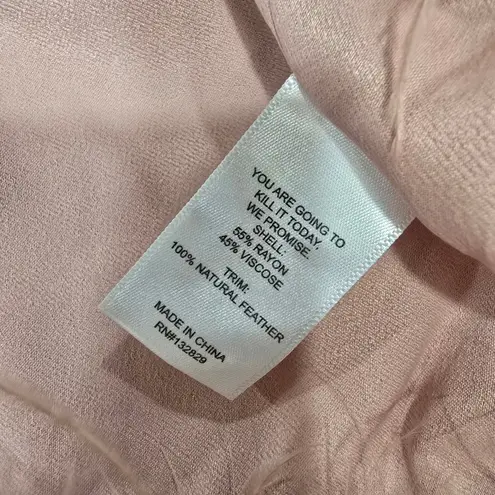 YOU ARE GOING TO
KILL IT TODAY.
WE PROMISE.
SHELL:
55% RAYON
45% VISCOSE
TRIM:
100% NATURAL FEATHER
MADE IN CHINA
RN#132829